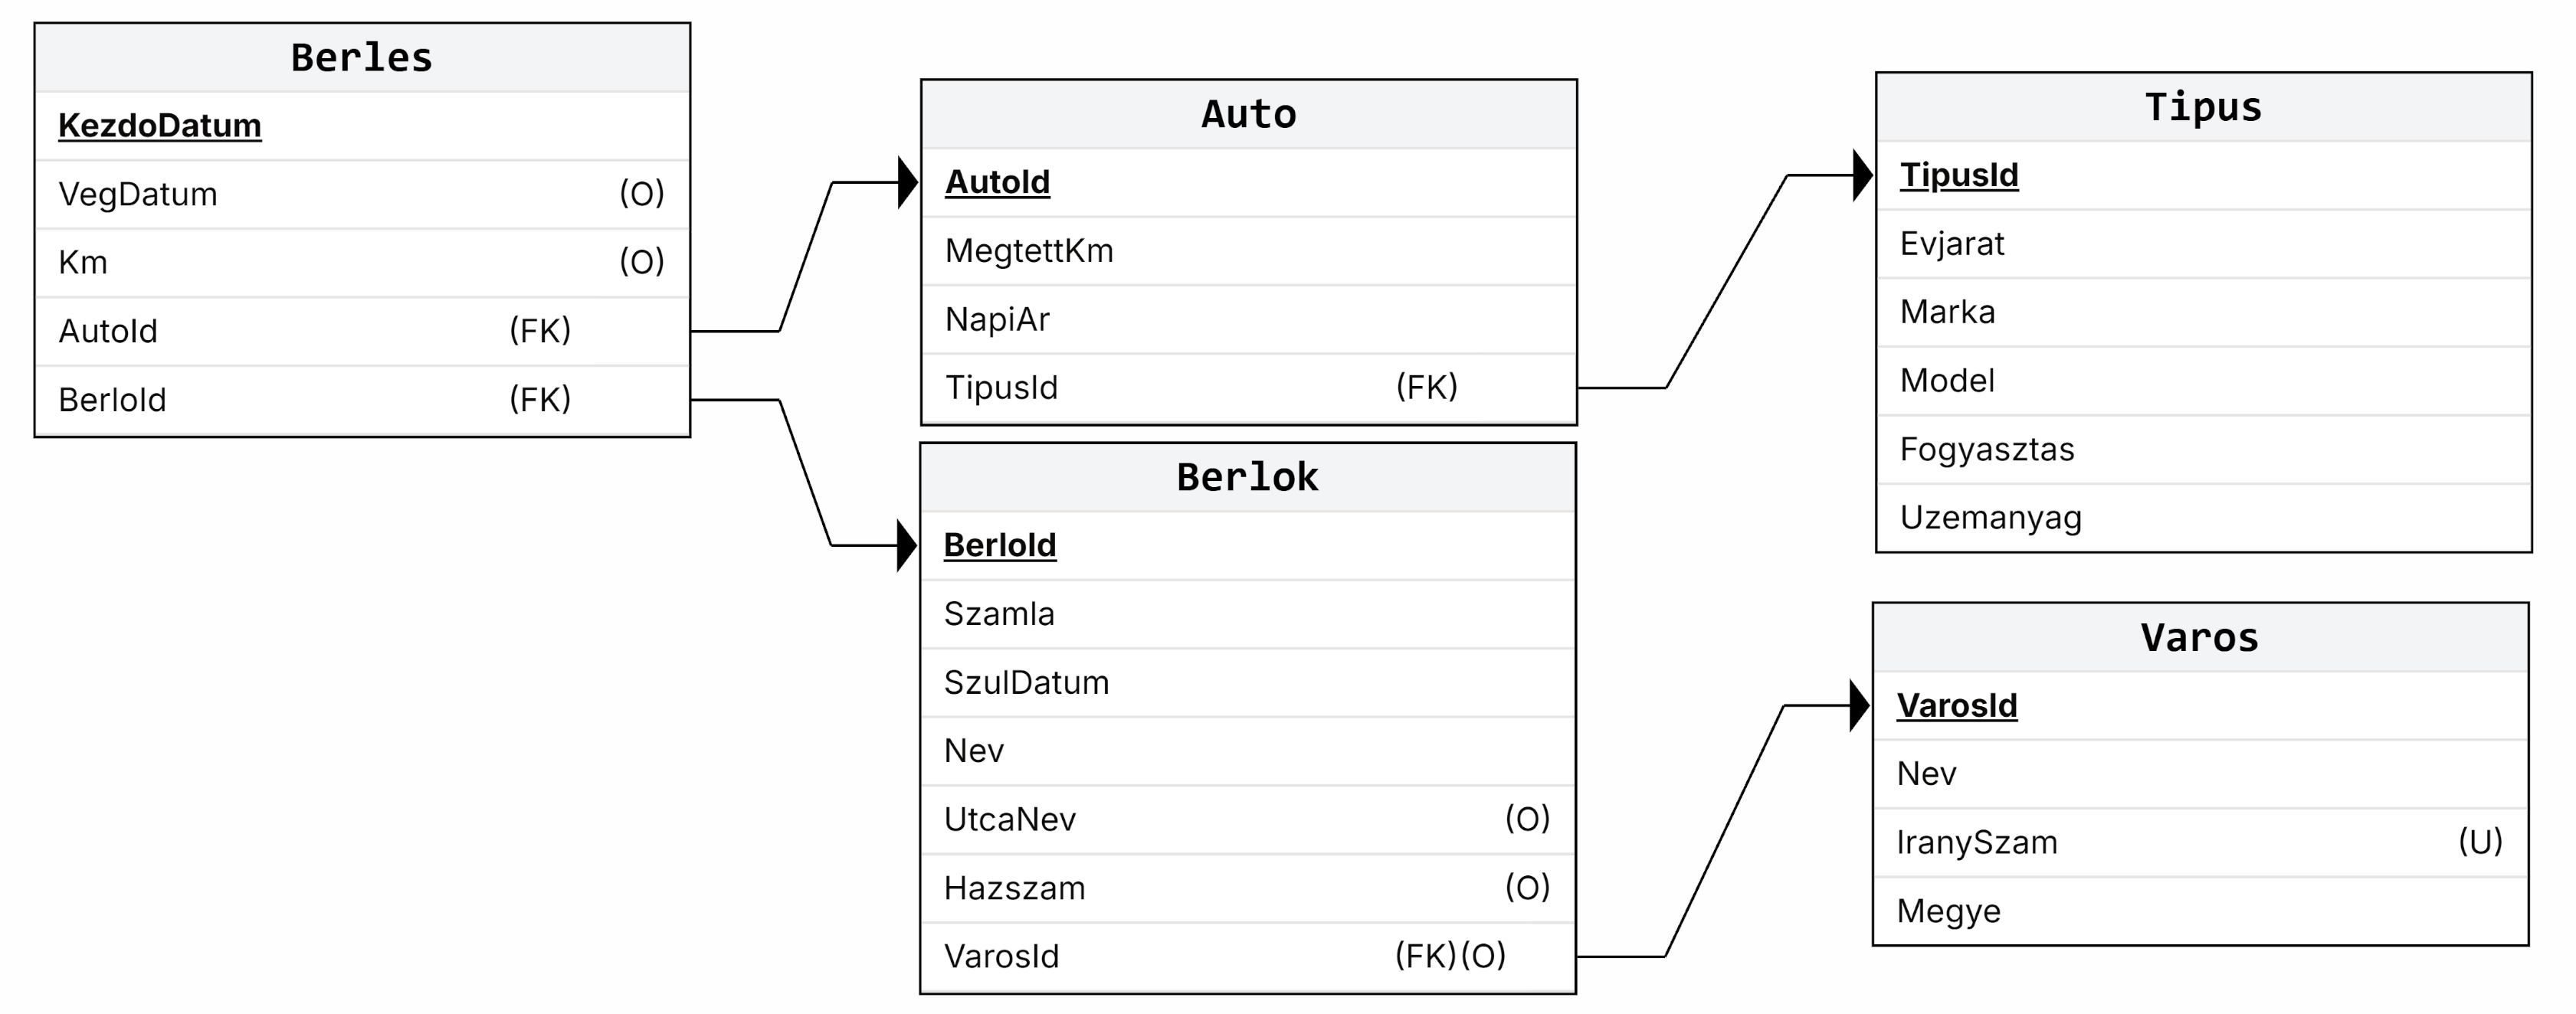 Berles
KezdoDatum
VegDatum (O)
Km (O)
AutoId (FK)
BerloId (FK)
Auto
AutoId
MegtettKm
NapiAr
TipusId (FK)
Berlok
BerloId
Szamla
SzulDatum
Nev
UtcaNev (O)
Hazszam (O)
VarosId (FK)(O)
Tipus
TipusId
Evjarat
Marka
Model
Fogyasztas
Uzemanyag
Varos
VarosId
Nev
IranySzam (U)
Megye